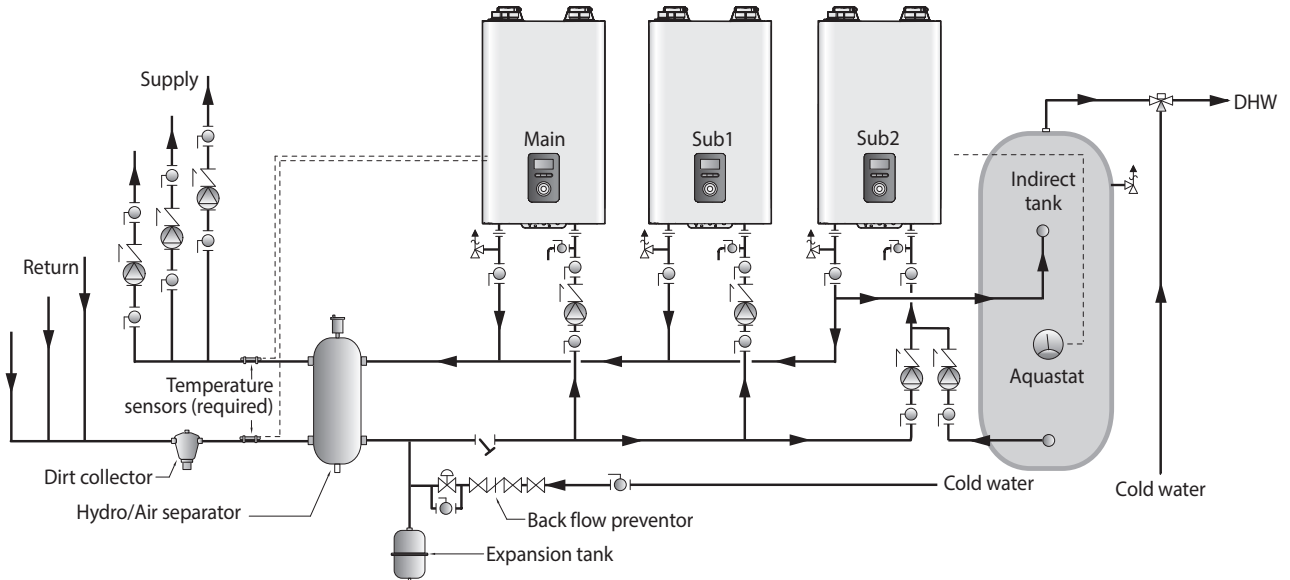 Supply
Return
Main
Sub1
Sub2
DHW
Indirect
tank
Aquastat
Temperature
sensors (required)
Dirt collector
Hydro/Air separator
Cold water
Cold water
Back flow preventor
Expansion tank